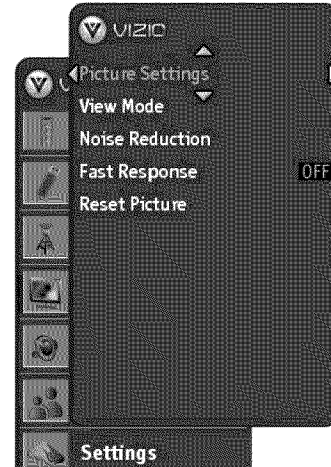 VIZIO
V
Picture Settings
View Mode
Noise Reduction
Fast Response OFF
Reset Picture
Settings